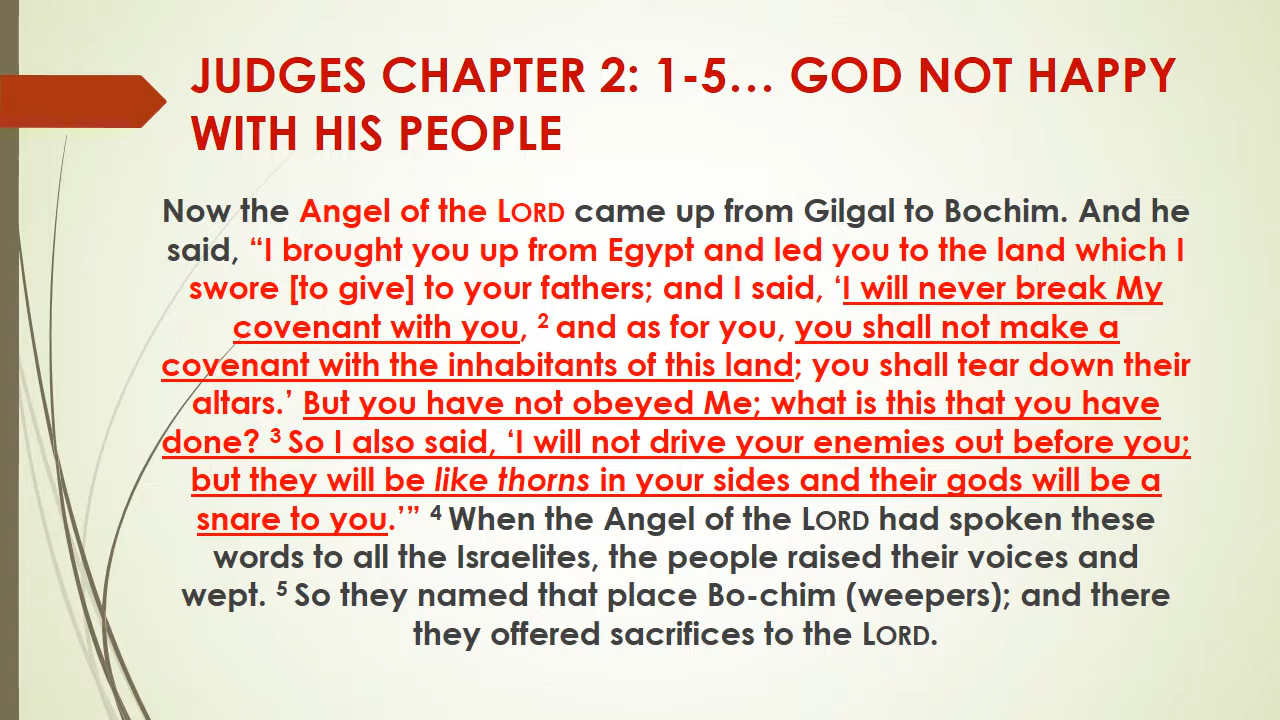 JUDGES CHAPTER 2: 1-5... GOD NOT HAPPY
WITH HIS PEOPLE
Now the Angel of the LORD came up from Gilgal to Bochim. And he
said, “I brought you up from Egypt and led you to the land which I
swore [to give] to your fathers; and I said, ‘I will never break My
covenant with you, 2 and as for you, you shall not make a
covenant with the inhabitants of this land; you shall tear down their
altars.’ But you have not obeyed Me; what is this that you have
done? 3 So I also said, ‘I will not drive your enemies out before you;
but they will be like thorns in your sides and their gods will be a
snare to you.’” 4 When the Angel of the LORD had spoken these
words to all the Israelites, the people raised their voices and
wept. 5 So they named that place Bo-chim (weepers); and there
they offered sacrifices to the LORD.